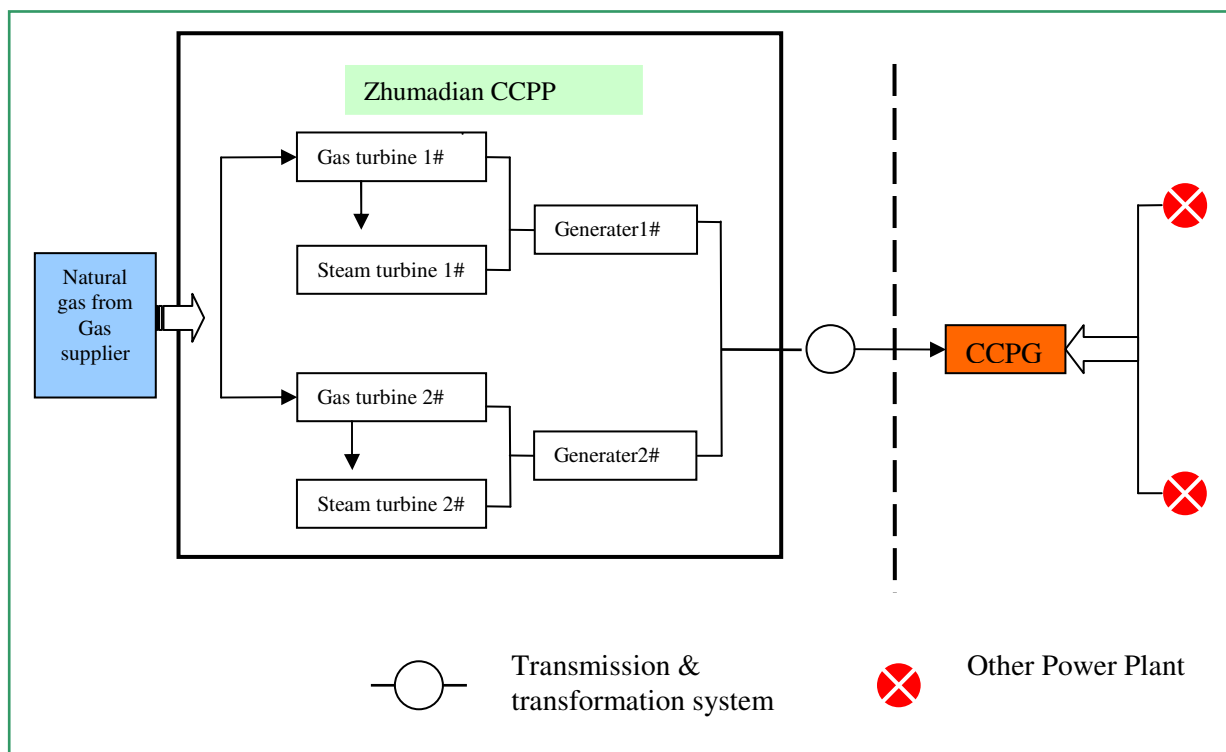 Zhumadian CCPP
Gas turbine 1#
Generater1#
Steam turbine 1#
Natural
gas from
Gas
supplier
CCPG
Gas turbine 2#
Generater2#
Steam turbine 2#
Transmission &
transformation system
Other Power Plant